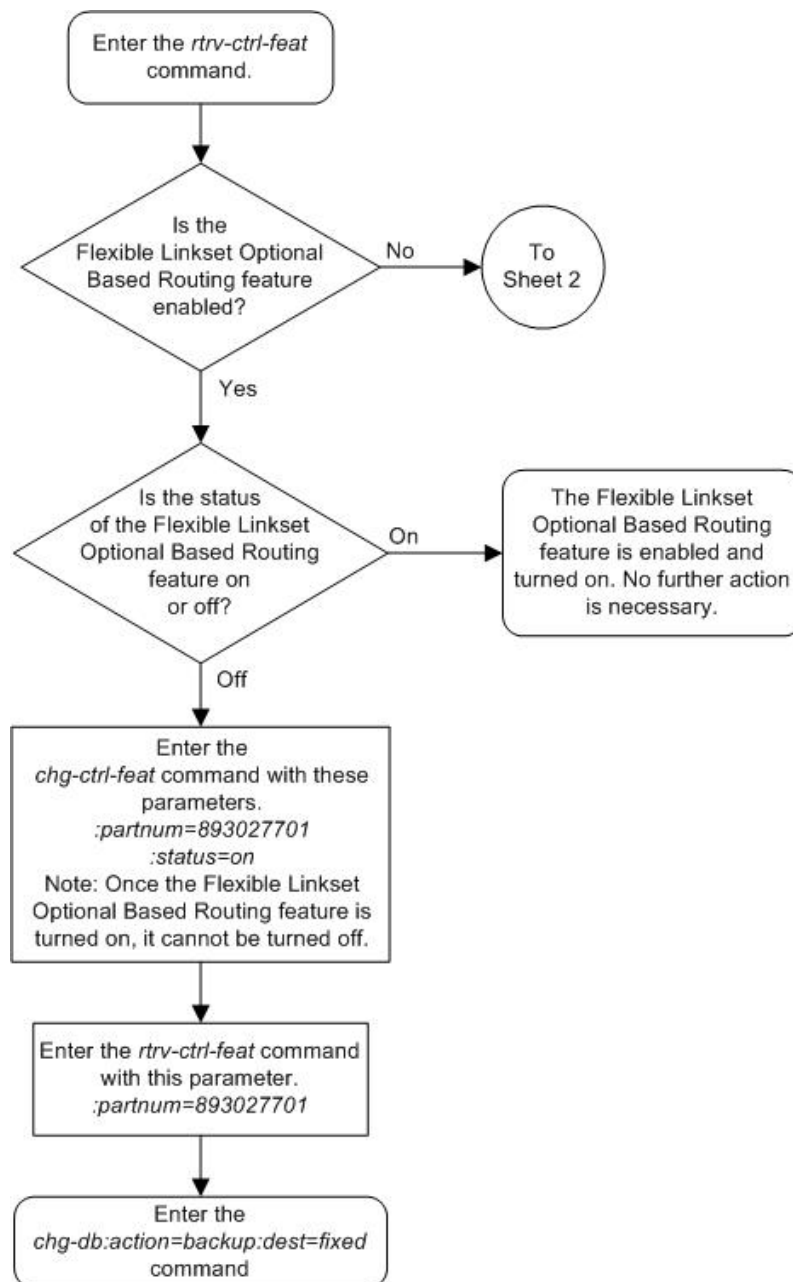 Enter the rtrv-ctrl-feat
command.
Is the
Flexible Linkset Optional
Based Routing feature
enabled?
No
To
Sheet 2
Yes
Is the status
of the Flexible Linkset
Optional Based Routing
feature on
or off?
On
The Flexible Linkset
Optional Based Routing
feature is enabled and
turned on. No further action
is necessary.
Off
Enter the
chg-ctrl-feat command with these
parameters.
:partnum=893027701
:status=on
Note: Once the Flexible Linkset
Optional Based Routing feature is
turned on, it cannot be turned off.
Enter the rtrv-ctrl-feat command
with this parameter.
:partnum=893027701
Enter the
chg-db:action=backup:dest=fixed
command